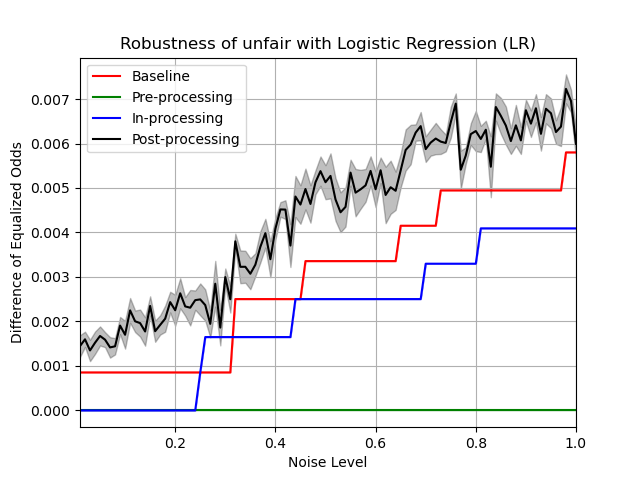 Robustness of unfair with Logistic Regression (LR)
Baseline
Pre-processing
In-processing
Post-processing
0.007
0.006
0.005
0.004
0.003
0.002
0.001
0.000
Difference of Equalized Odds
0.2 0.4 0.6 0.8 1.0
Noise Level